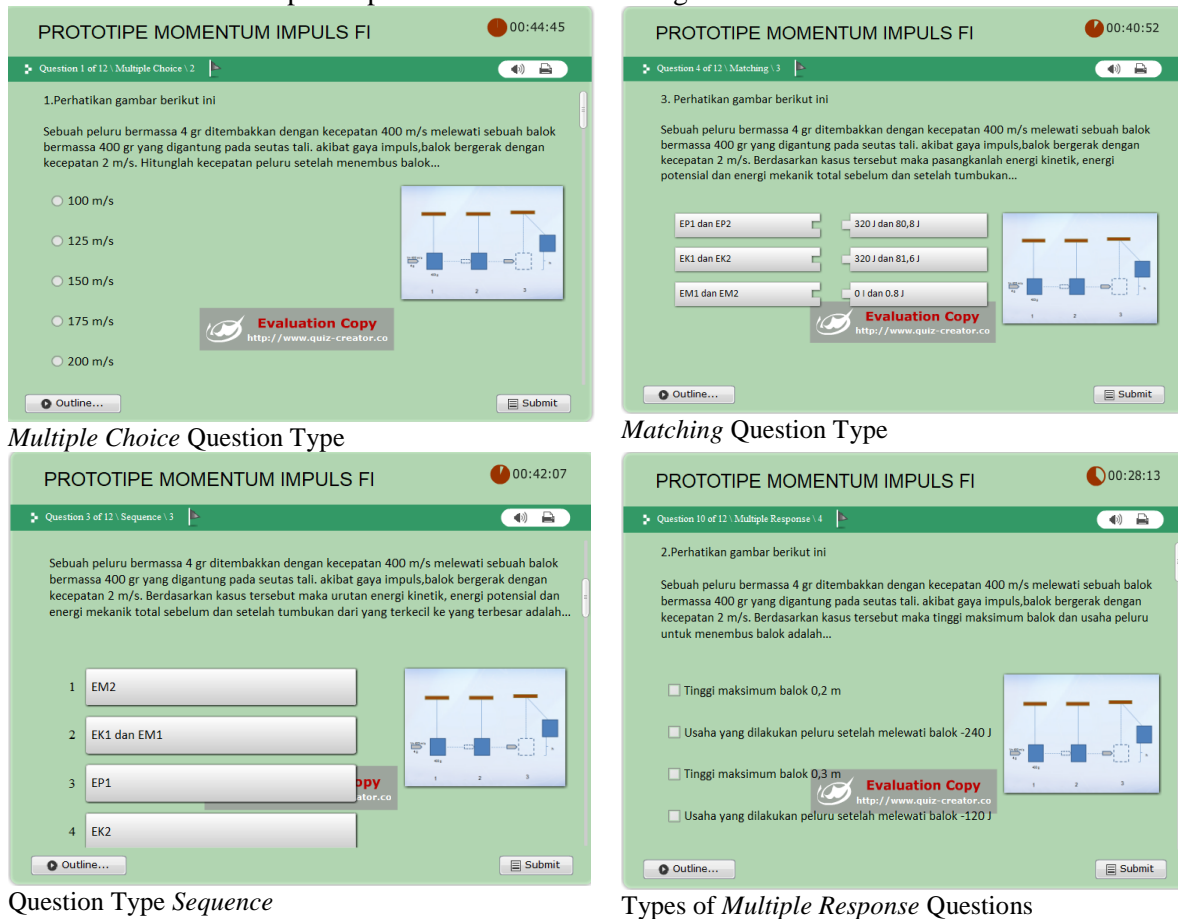 PROTOTIPE MOMENTUM IMPULS FI
00:44:45
Question 1 of 12 \ Multiple Choice \ 2
1.Perhatikan gambar berikut ini
Sebuah peluru bermassa 4 gr ditembakkan dengan kecepatan 400 m/s melewati sebuah balok
bermassa 400 gr yang digantung pada seutas tali. akibat gaya impuls,balok bergerak dengan
kecepatan 2 m/s. Hitunglah kecepatan peluru setelah menembus balok...
100 m/s
125 m/s
150 m/s
175 m/s
200 m/s
1 2 3
Evaluation Copy
http://www.quiz-creator.co
Outline...
Submit
Multiple Choice Question Type
PROTOTIPE MOMENTUM IMPULS FI
00:40:52
Question 4 of 12 \ Matching \ 3
3. Perhatikan gambar berikut ini
Sebuah peluru bermassa 4 gr ditembakkan dengan kecepatan 400 m/s melewati sebuah balok
bermassa 400 gr yang digantung pada seutas tali. akibat gaya impuls,balok bergerak dengan
kecepatan 2 m/s. Berdasarkan kasus tersebut maka pasangkanlah energi kinetik, energi
potensial dan energi mekanik total sebelum dan setelah tumbukan...
EP1 dan EP2
320 J dan 80,8 J
EK1 dan EK2
320 J dan 81,6 J
EM1 dan EM2
0 J dan 0.8 J
1 2 3
Evaluation Copy
http://www.quiz-creator.co
Outline...
Submit
Matching Question Type
PROTOTIPE MOMENTUM IMPULS FI
00:42:07
Question 3 of 12 \ Sequence \ 3
Sebuah peluru bermassa 4 gr ditembakkan dengan kecepatan 400 m/s melewati sebuah balok
bermassa 400 gr yang digantung pada seutas tali. akibat gaya impuls,balok bergerak dengan
kecepatan 2 m/s. Berdasarkan kasus tersebut maka urutan energi kinetik, energi potensial dan
energi mekanik total sebelum dan setelah tumbukan dari yang terkecil ke yang terbesar adalah...
1 EM2
2 EK1 dan EM1
3 EP1
4 EK2
1 2 3
Outline...
Submit
Question Type Sequence
PROTOTIPE MOMENTUM IMPULS FI
00:28:13
Question 10 of 12 \ Multiple Response \ 4
2.Perhatikan gambar berikut ini
Sebuah peluru bermassa 4 gr ditembakkan dengan kecepatan 400 m/s melewati sebuah balok
bermassa 400 gr yang digantung pada seutas tali. akibat gaya impuls,balok bergerak dengan
kecepatan 2 m/s. Berdasarkan kasus tersebut maka tinggi maksimum balok dan usaha peluru
untuk menembus balok adalah...
Tinggi maksimum balok 0,2 m
Usaha yang dilakukan peluru setelah melewati balok -240 J
Tinggi maksimum balok 0,3 m
Usaha yang dilakukan peluru setelah melewati balok -120 J
1 2 3
Evaluation Copy
http://www.quiz-creator.co
Outline...
Submit
Types of Multiple Response Questions